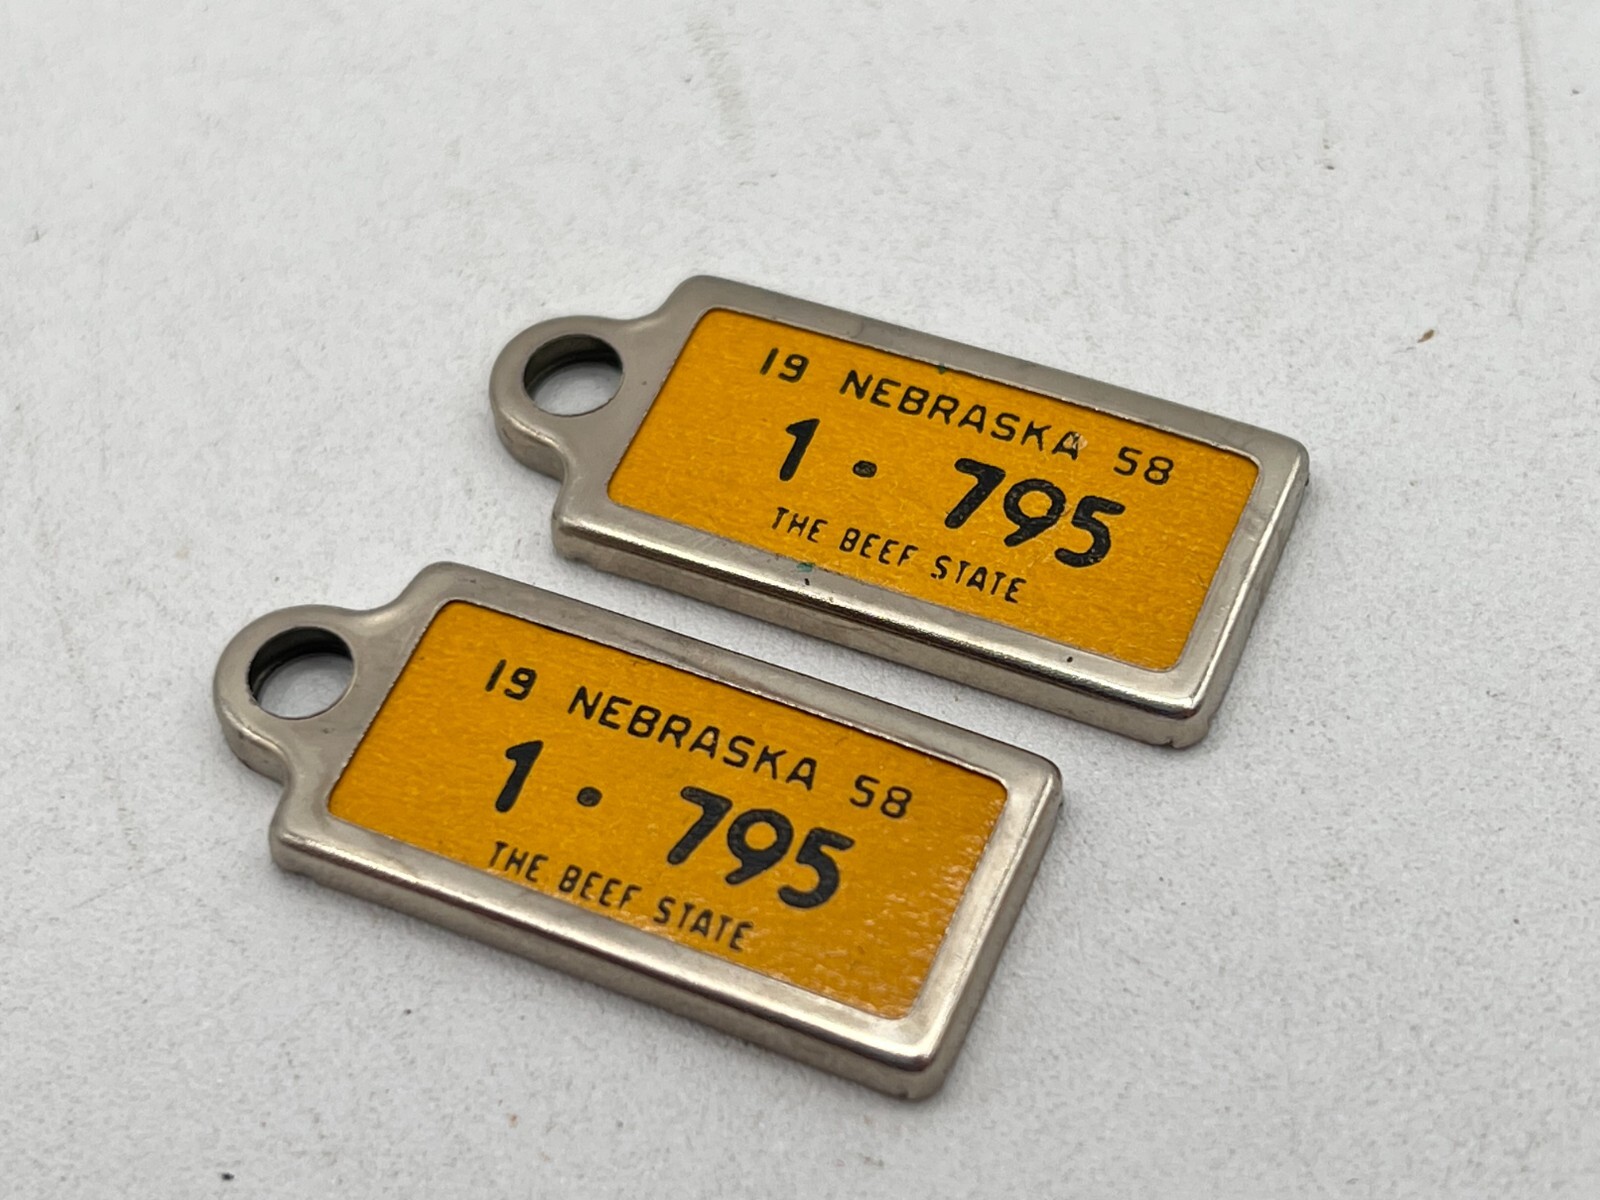 19 NEBRASKA 58
1 • 795
THE BEEF STATE
19 NEBRASKA 58
1 • 795
THE BEEF STATE